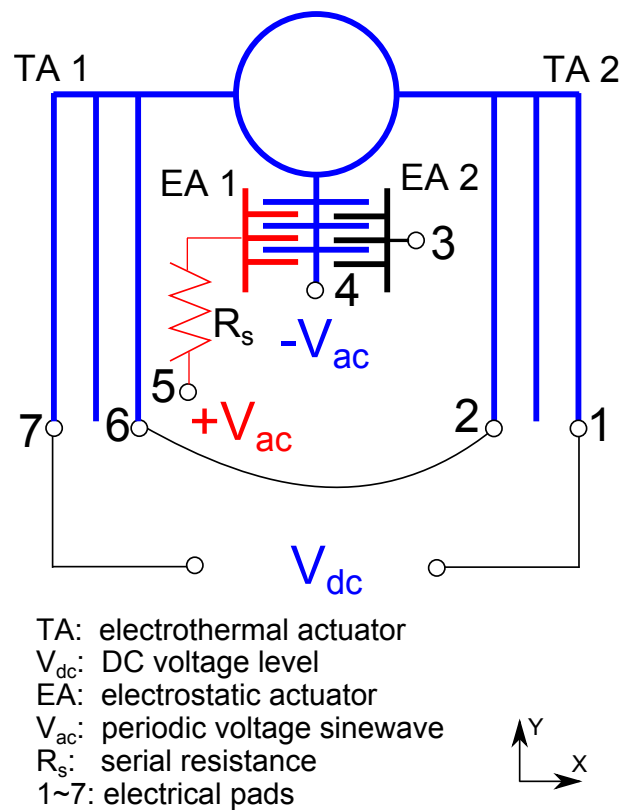 TA 1
TA 2
EA 1
EA 2
3
4
R_s
-V_ac
5
+V_ac
7
6
2
1
V_dc
TA: electrothermal actuator
V_dc: DC voltage level
EA: electrostatic actuator
V_ac: periodic voltage sinewave
R_s: serial resistance
1~7: electrical pads
Y
X